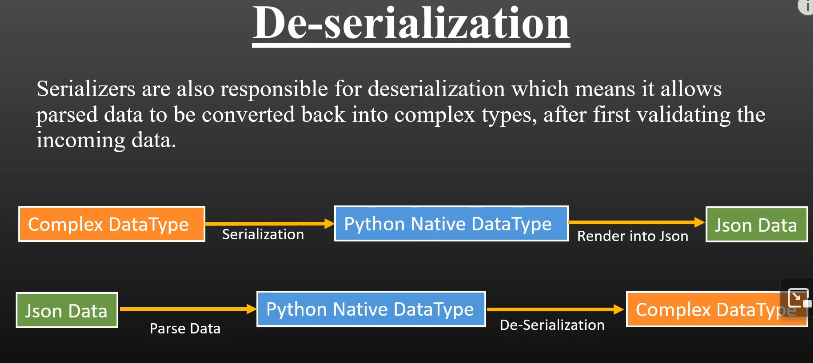 De-serialization
Serializers are also responsible for deserialization which means it allows
parsed data to be converted back into complex types, after first validating the
incoming data.
Complex DataType
Serialization
Python Native DataType
Render into Json
Json Data
Json Data
Parse Data
Python Native DataType
De-Serialization
Complex DataType